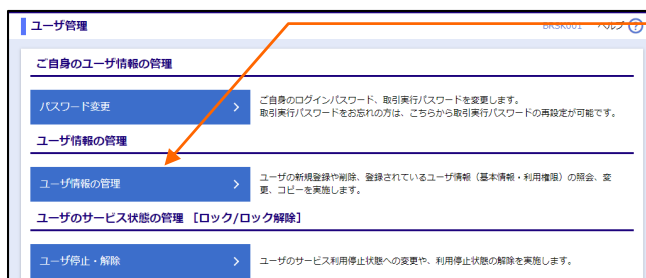 ユーザ管理
BRSK001 ヘルプ ?
ご自身のユーザ情報の管理
パスワード変更
ご自身のログインパスワード、取引実行パスワードを変更します。
取引実行パスワードをお忘れの方は、こちらから取引実行パスワードの再設定が可能です。
ユーザ情報の管理
ユーザ情報の管理
ユーザの新規登録や削除、登録されているユーザ情報（基本情報・利用権限）の照会、変
更、コピーを実施します。
ユーザのサービス状態の管理 ［ロック/ロック解除］
ユーザ停止・解除
ユーザのサービス利用停止状態への変更や、利用停止状態の解除を実施します。